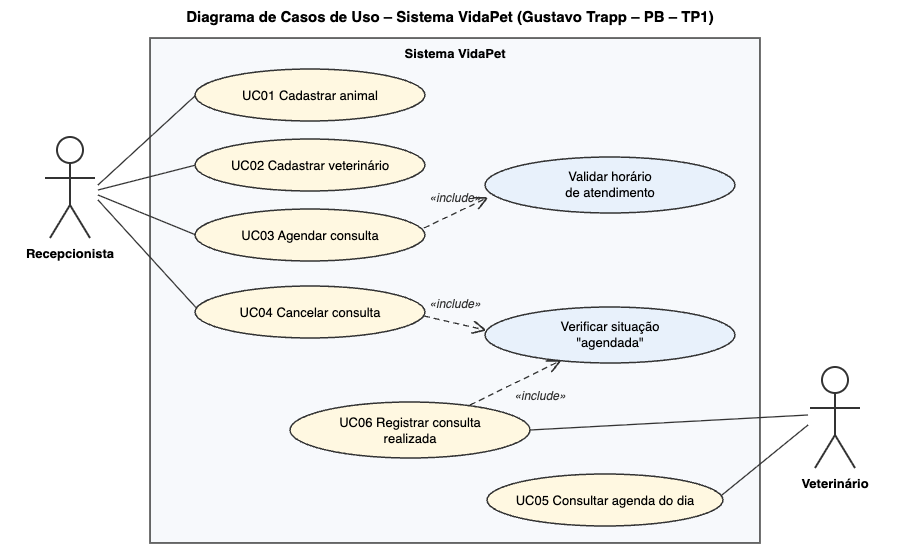 Diagrama de Casos de Uso – Sistema VidaPet (Gustavo Trapp – PB – TP1)
Sistema VidaPet
UC01 Cadastrar animal
UC02 Cadastrar veterinário
Validar horário
de atendimento
«include»
UC03 Agendar consulta
Recepcionista
UC04 Cancelar consulta
«include»
Verificar situação
"agendada"
«include»
UC06 Registrar consulta
realizada
Veterinário
UC05 Consultar agenda do dia